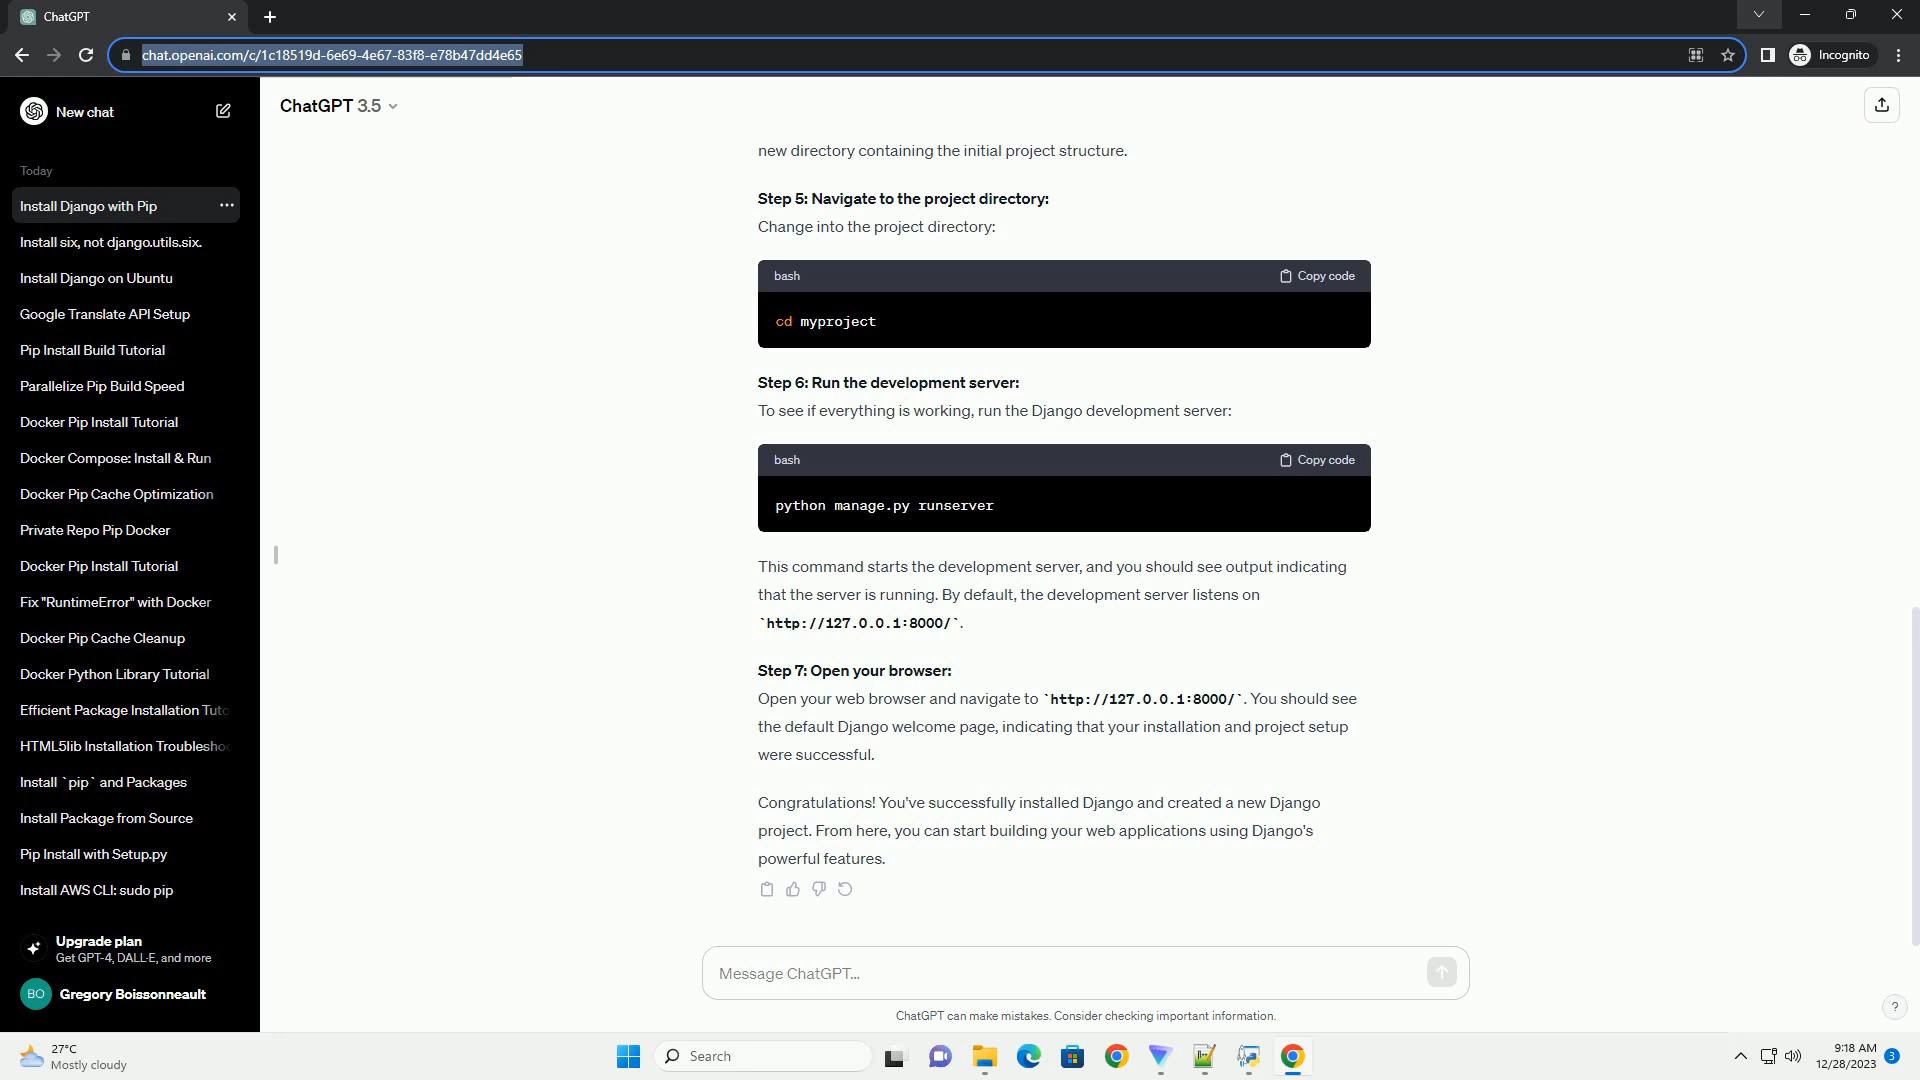 ChatGPT
chat.openai.com/c/1c18519d-6e69-4e67-83f8-e78b47dd4e65
Incognito
New chat
Today
Install Django with Pip
Install six, not django.utils.six.
Install Django on Ubuntu
Google Translate API Setup
Pip Install Build Tutorial
Parallelize Pip Build Speed
Docker Pip Install Tutorial
Docker Compose: Install & Run
Docker Pip Cache Optimization
Private Repo Pip Docker
Docker Pip Install Tutorial
Fix "RuntimeError" with Docker
Docker Pip Cache Cleanup
Docker Python Library Tutorial
Efficient Package Installation Tuto
HTML5lib Installation Troubleshoo
Install `pip` and Packages
Install Package from Source
Pip Install with Setup.py
Install AWS CLI: sudo pip
Upgrade plan
Get GPT-4, DALL·E, and more
BO Gregory Boissonneault
ChatGPT 3.5
new directory containing the initial project structure.
Step 5: Navigate to the project directory:
Change into the project directory:
bash Copy code
cd myproject
Step 6: Run the development server:
To see if everything is working, run the Django development server:
bash Copy code
python manage.py runserver
This command starts the development server, and you should see output indicating
that the server is running. By default, the development server listens on
`http://127.0.0.1:8000/`.
Step 7: Open your browser:
Open your web browser and navigate to `http://127.0.0.1:8000/`. You should see
the default Django welcome page, indicating that your installation and project setup
were successful.
Congratulations! You've successfully installed Django and created a new Django
project. From here, you can start building your web applications using Django's
powerful features.
Message ChatGPT...
ChatGPT can make mistakes. Consider checking important information.
?
27°C
Mostly cloudy
Search
9:18 AM
12/28/2023
3